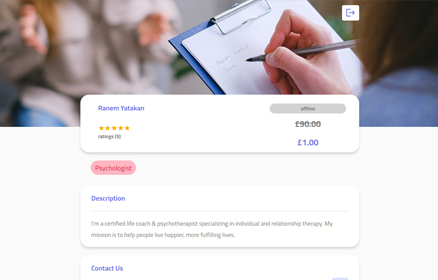 Ranem Yatakan
offline
£90.00
ratings (5)
£1.00
Psychologist
Description
I'm a certified life coach & psychotherapist specializing in individual and relationship therapy. My
mission is to help people live happier, more fulfilling lives.
Contact Us